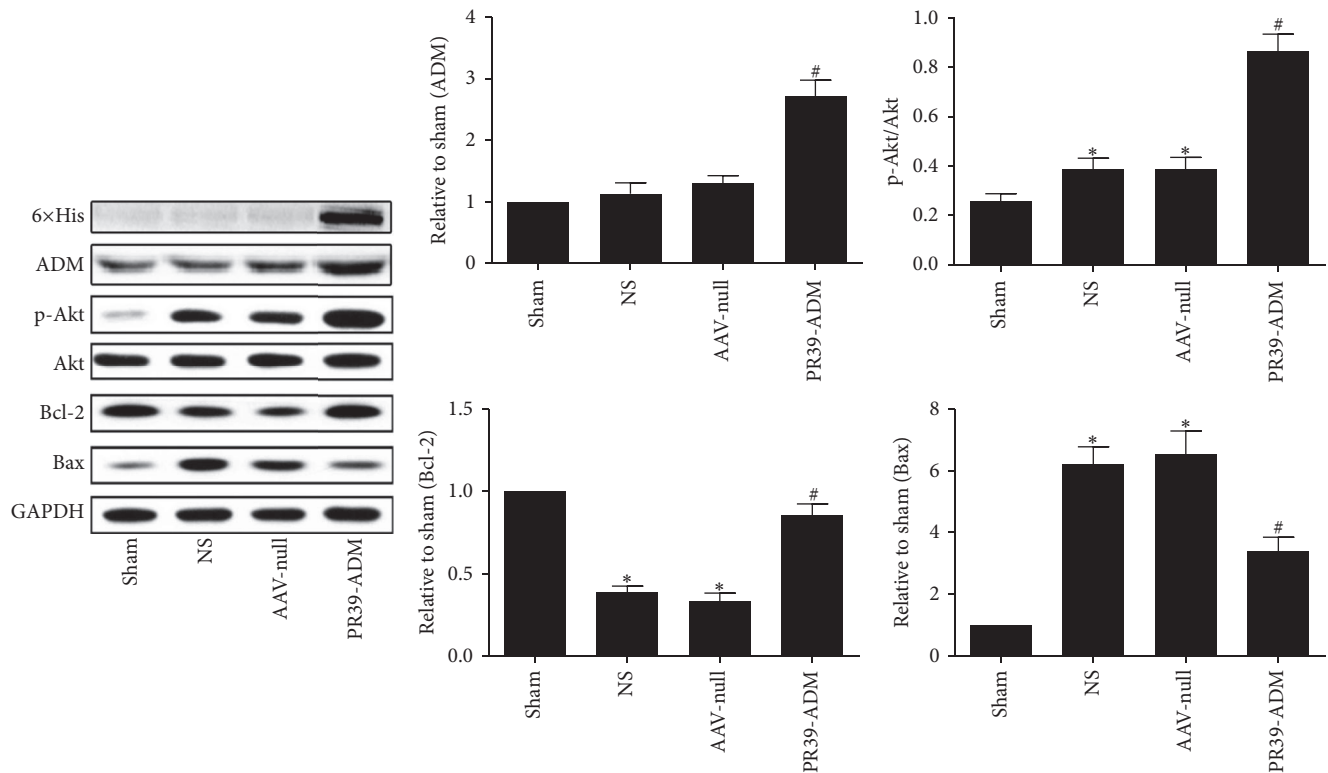 6×His
ADM
p-Akt
Akt
Bcl-2
Bax
GAPDH
Sham
NS
AAV-null
PR39-ADM
Relative to sham (ADM)
4
3
2
1
0
#
Sham
NS
AAV-null
PR39-ADM
p-Akt/Akt
1.0
0.8
0.6
0.4
0.2
0.0
*
*
#
Sham
NS
AAV-null
PR39-ADM
Relative to sham (Bcl-2)
1.5
1.0
0.5
0.0
*
*
#
Sham
NS
AAV-null
PR39-ADM
Relative to sham (Bax)
8
6
4
2
0
*
*
#
Sham
NS
AAV-null
PR39-ADM